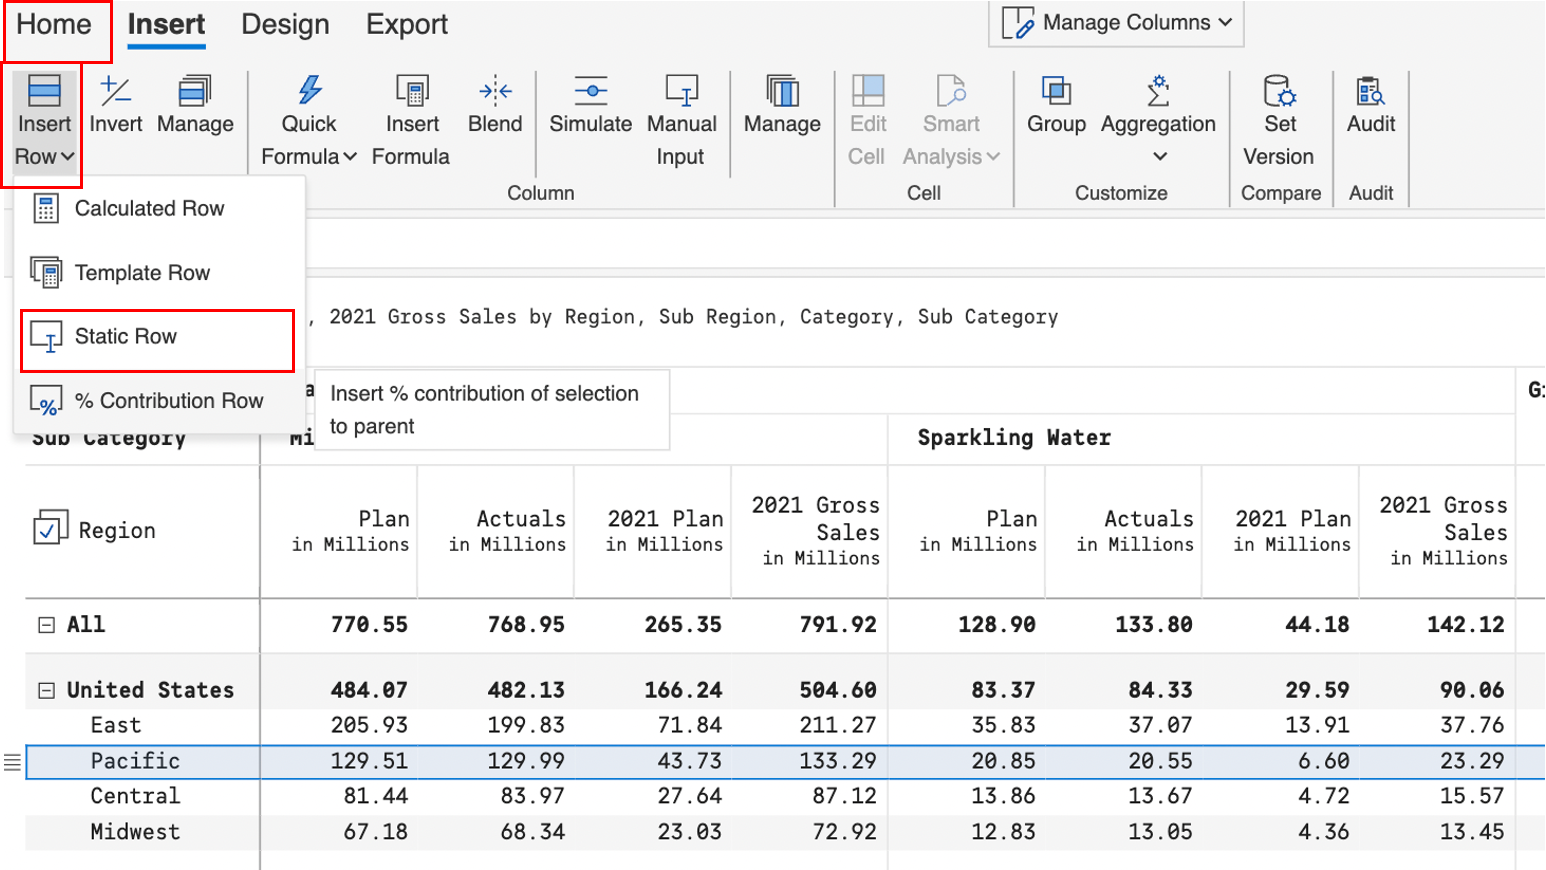 Home Insert Design Export
Manage Columns
Insert Row
Invert
Manage
Quick Formula
Insert Formula
Blend
Simulate
Manual Input
Manage
Edit Cell
Smart Analysis
Group
Aggregation
Set Version
Audit
Column
Cell
Customize
Compare
Audit
Calculated Row
Template Row
Static Row
% Contribution Row
, 2021 Gross Sales by Region, Sub Region, Category, Sub Category
Insert % contribution of selection
to parent
Sub Category Sparkling Water
Region
Plan in Millions
Actuals in Millions
2021 Plan in Millions
2021 Gross Sales in Millions
Plan in Millions
Actuals in Millions
2021 Plan in Millions
2021 Gross Sales in Millions
All 770.55 768.95 265.35 791.92 128.90 133.80 44.18 142.12
United States 484.07 482.13 166.24 504.60 83.37 84.33 29.59 90.06
East 205.93 199.83 71.84 211.27 35.83 37.07 13.91 37.76
Pacific 129.51 129.99 43.73 133.29 20.85 20.55 6.60 23.29
Central 81.44 83.97 27.64 87.12 13.86 13.67 4.72 15.57
Midwest 67.18 68.34 23.03 72.92 12.83 13.05 4.36 13.45